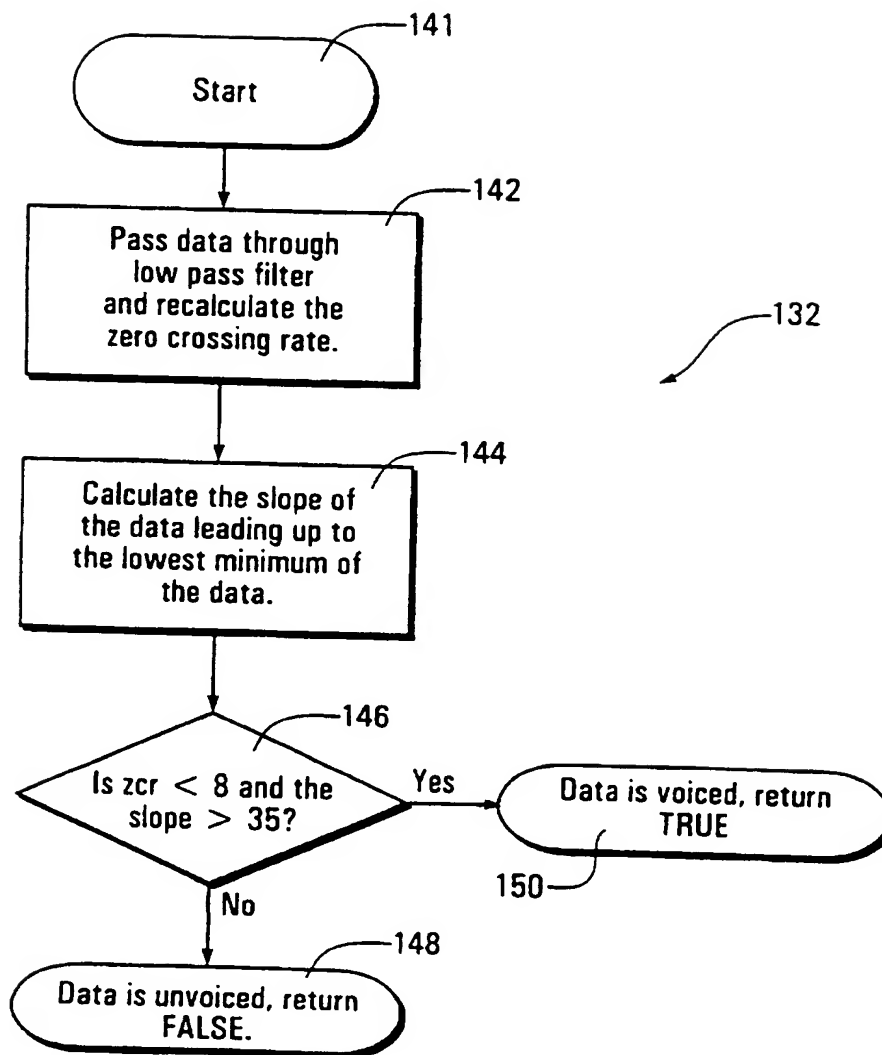 141
Start
142
Pass data through
low pass filter
and recalculate the
zero crossing rate.
132
144
Calculate the slope of
the data leading up to
the lowest minimum of
the data.
146
Is zcr < 8 and the
slope > 35?
Yes
Data is voiced, return
TRUE
150
No
148
Data is unvoiced, return
FALSE.